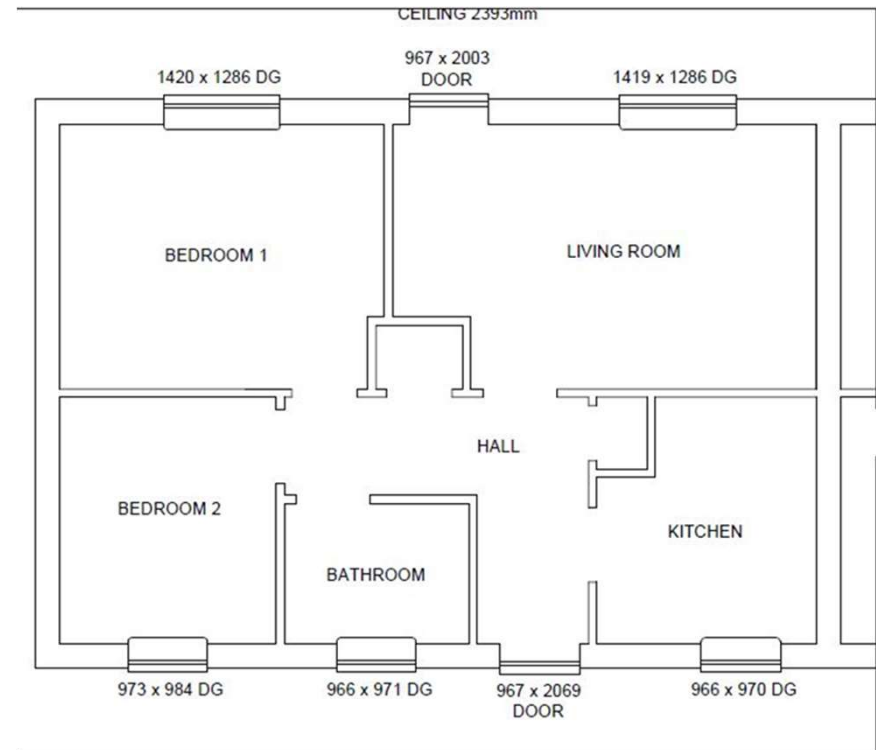 CEILING 2393mm
967 x 2003
DOOR
1420 x 1286 DG
1419 x 1286 DG
BEDROOM 1
LIVING ROOM
HALL
BEDROOM 2
KITCHEN
BATHROOM
973 x 984 DG
966 x 971 DG
967 x 2069
DOOR
966 x 970 DG